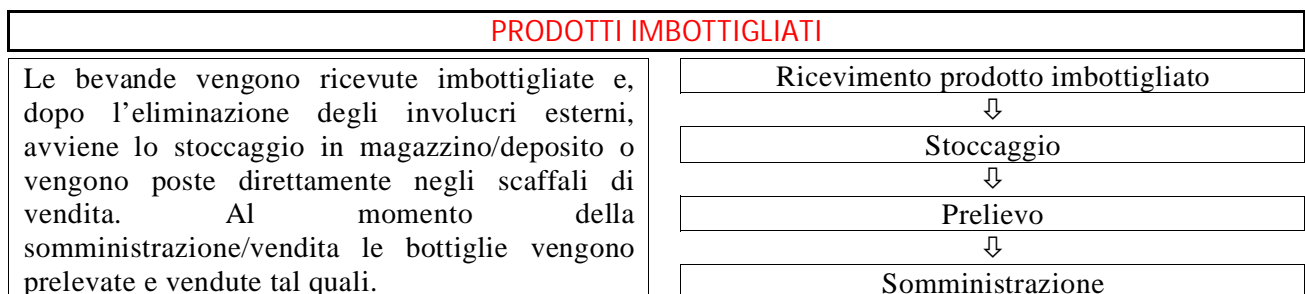 PRODOTTI IMBOTTIGLIATI
Le bevande vengono ricevute imbottigliate e,
dopo l’eliminazione degli involucri esterni,
avviene lo stoccaggio in magazzino/deposito o
vengono poste direttamente negli scaffali di
vendita. Al momento della
somministrazione/vendita le bottiglie vengono
prelevate e vendute tal quali.
Ricevimento prodotto imbottigliato
⇩
Stoccaggio
⇩
Prelievo
⇩
Somministrazione